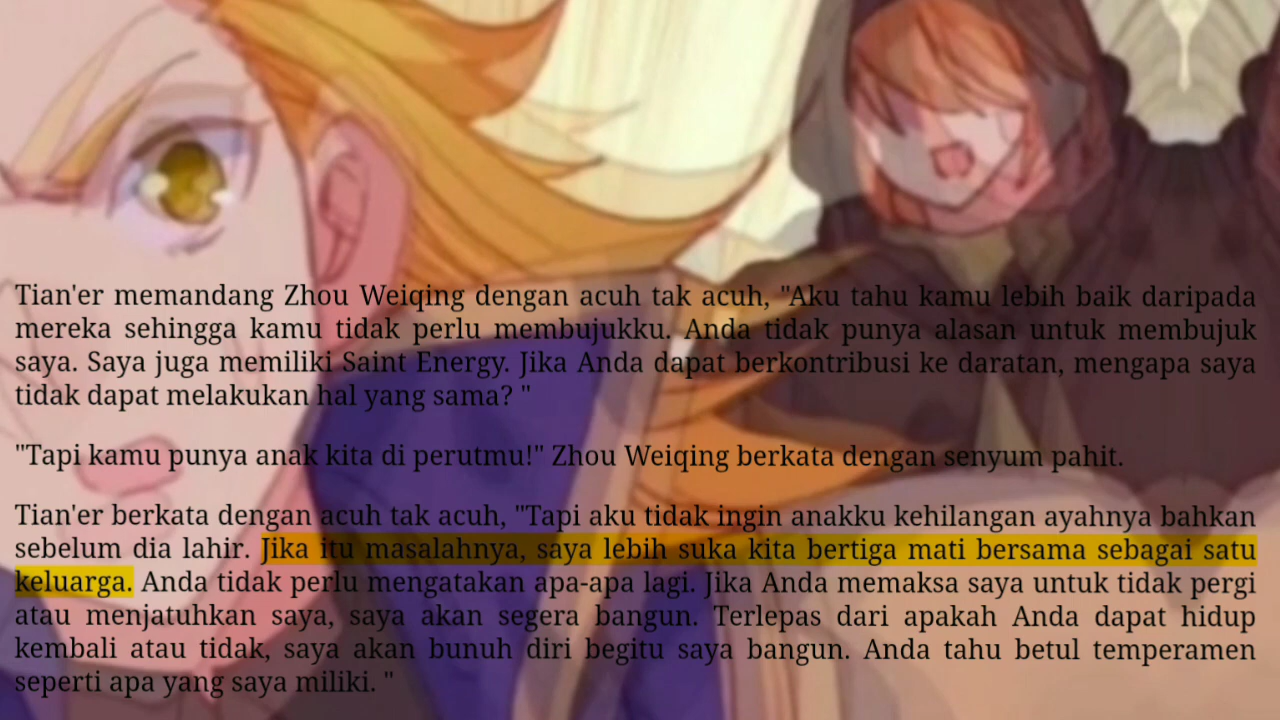 Tian'er memandang Zhou Weiqing dengan acuh tak acuh, "Aku tahu kamu lebih baik daripada
mereka sehingga kamu tidak perlu membujukku. Anda tidak punya alasan untuk membujuk
saya. Saya juga memiliki Saint Energy. Jika Anda dapat berkontribusi ke daratan, mengapa saya
tidak dapat melakukan hal yang sama? "
"Tapi kamu punya anak kita di perutmu!" Zhou Weiqing berkata dengan senyum pahit.
Tian'er berkata dengan acuh tak acuh, "Tapi aku tidak ingin anakku kehilangan ayahnya bahkan
sebelum dia lahir. Jika itu masalahnya, saya lebih suka kita bertiga mati bersama sebagai satu
keluarga. Anda tidak perlu mengatakan apa-apa lagi. Jika Anda memaksa saya untuk tidak pergi
atau menjatuhkan saya, saya akan segera bangun. Terlepas dari apakah Anda dapat hidup
kembali atau tidak, saya akan bunuh diri begitu saya bangun. Anda tahu betul temperamen
seperti apa yang saya miliki. "